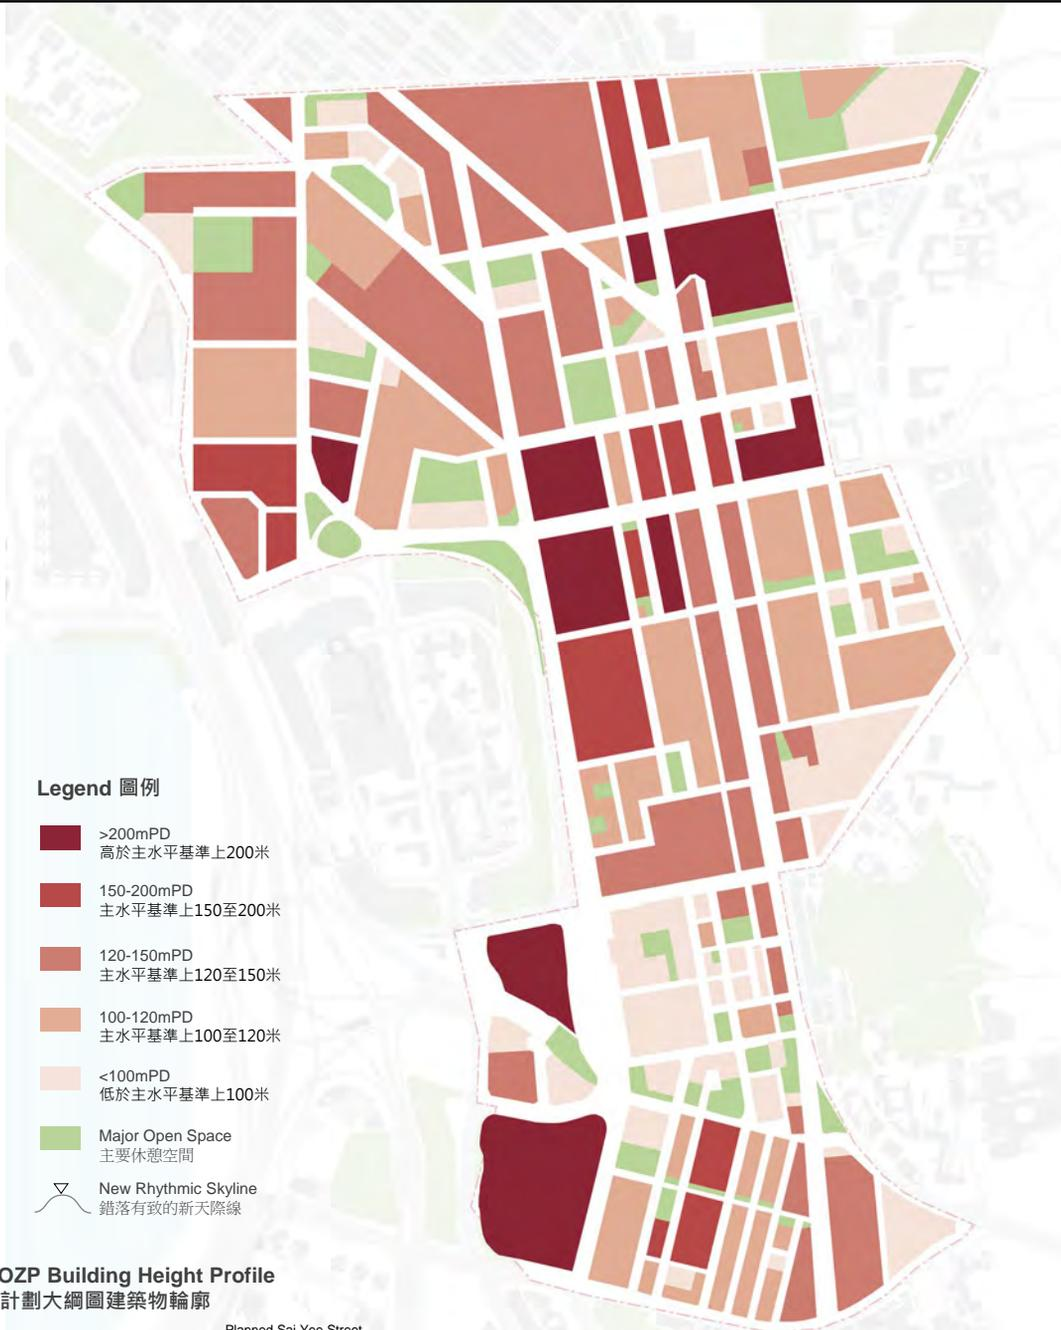 Legend 圖例
>200mPD
高於主水平基準上200米
150-200mPD
主水平基準上150至200米
120-150mPD
主水平基準上120至150米
100-120mPD
主水平基準上100至120米
<100mPD
低於主水平基準上100米
Major Open Space
主要休憩空間
New Rhythmic Skyline
錯落有致的新天際線
OZP Building Height Profile
計劃大綱圖建築物輪廓
Planned Sai Yee Street